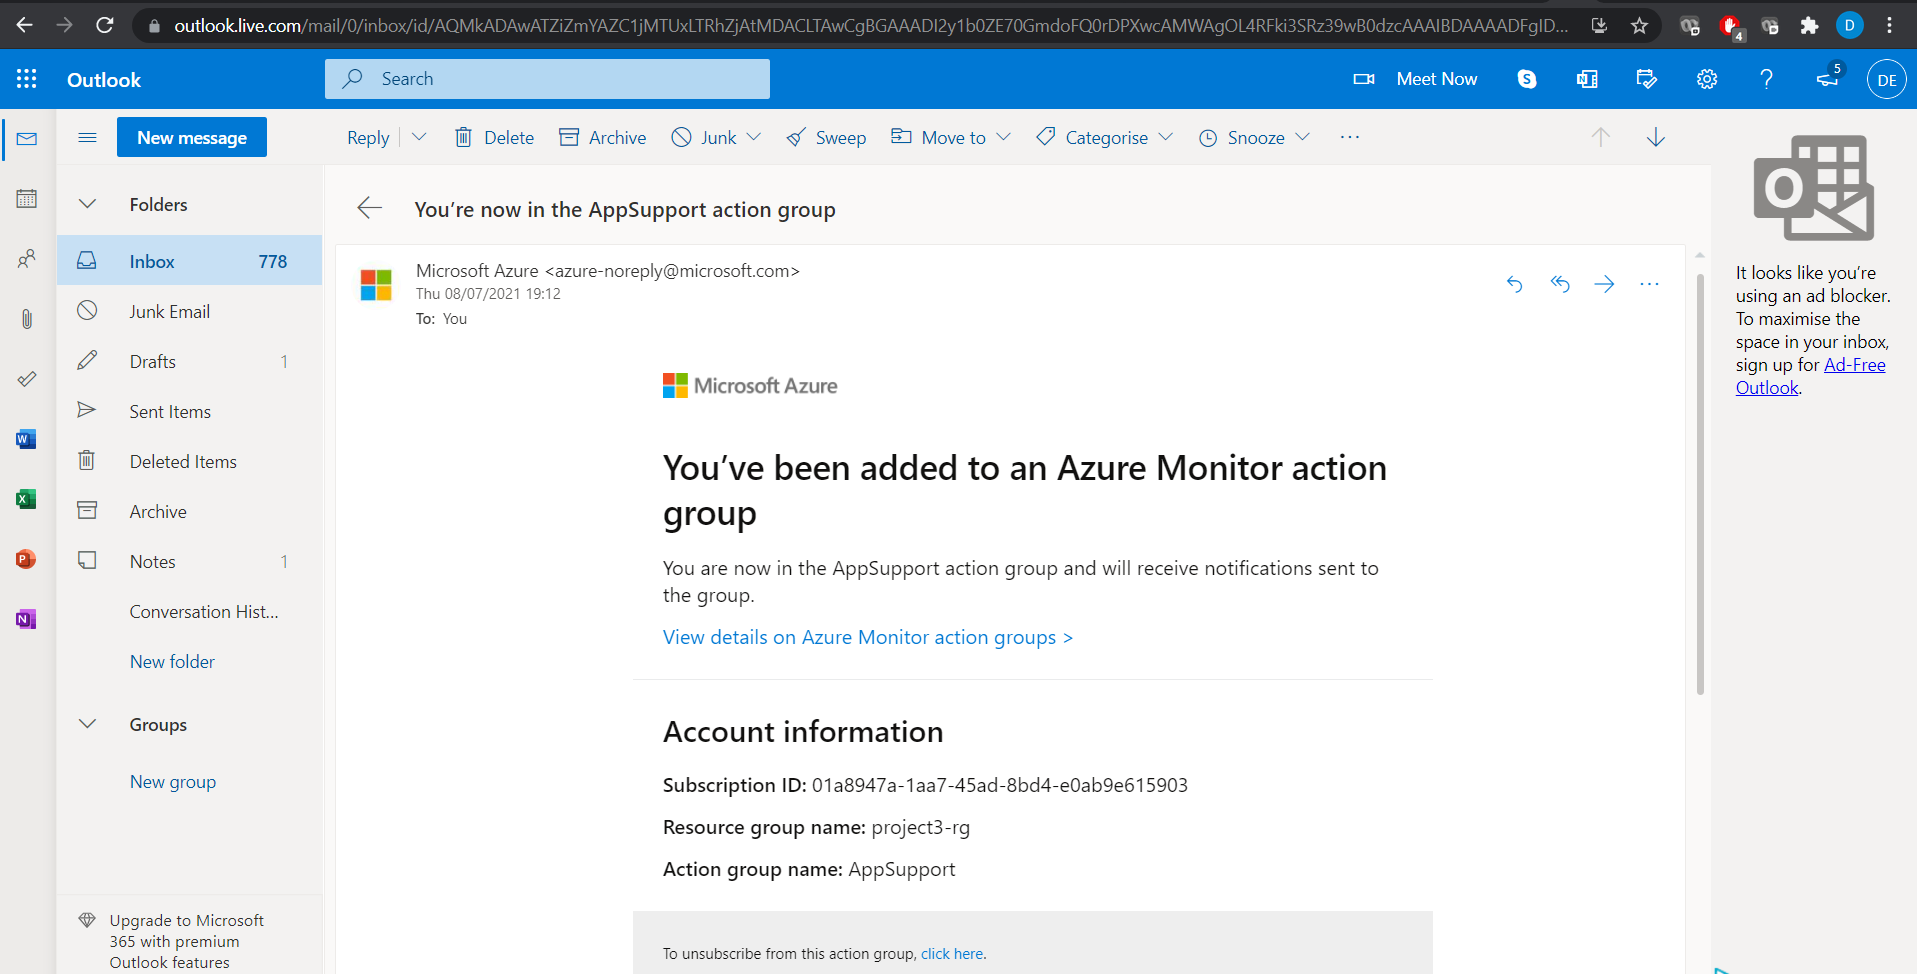 outlook.live.com/mail/0/inbox/id/AQMkADAwATZiZmYAZC1jMTUxLTRhZjAtMDACLTAwCgBGAAADI2y1b0ZE70GmdoFQ0rDPXwcAMWAgOL4RFki3SRz39wB0dzcAAAIBDAAAADFgID...
4
D
Outlook
Search
Meet Now
5
DE
New message
Reply
Delete
Archive
Junk
Sweep
Move to
Categorise
Snooze
Folders
Inbox 778
Junk Email
Drafts 1
Sent Items
Deleted Items
Archive
Notes 1
Conversation Hist...
New folder
Groups
New group
Upgrade to Microsoft
365 with premium
Outlook features
You're now in the AppSupport action group
Microsoft Azure <azure-noreply@microsoft.com>
Thu 08/07/2021 19:12
To: You
Microsoft Azure
You've been added to an Azure Monitor action
group
You are now in the AppSupport action group and will receive notifications sent to
the group.
View details on Azure Monitor action groups >
Account information
Subscription ID: 01a8947a-1aa7-45ad-8bd4-e0ab9e615903
Resource group name: project3-rg
Action group name: AppSupport
To unsubscribe from this action group, click here.
It looks like you're
using an ad blocker.
To maximise the
space in your inbox,
sign up for Ad-Free
Outlook.